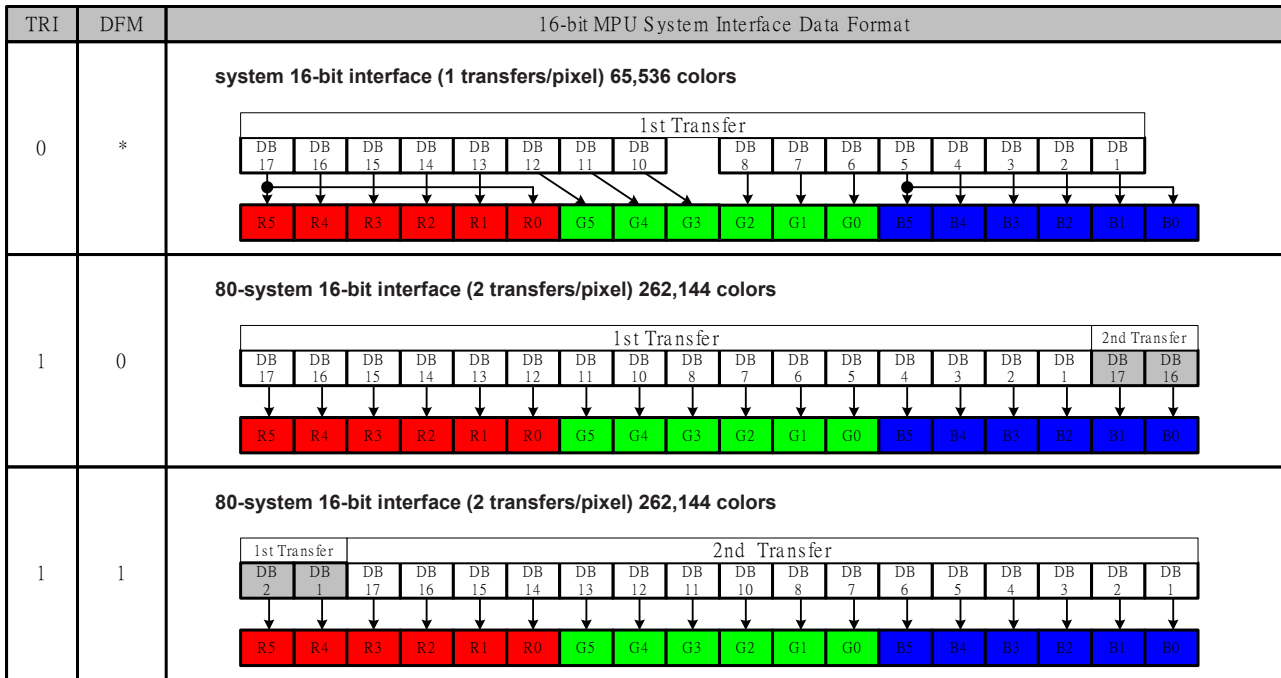 TRI DFM 16-bit MPU System Interface Data Format
0 *
system 16-bit interface (1 transfers/pixel) 65,536 colors
1st Transfer
DB DB DB DB DB DB DB DB DB DB DB DB DB DB DB DB
17 16 15 14 13 12 11 10 8 7 6 5 4 3 2 1
R5 R4 R3 R2 R1 R0 G5 G4 G3 G2 G1 G0 B5 B4 B3 B2 B1 B0
1 0
80-system 16-bit interface (2 transfers/pixel) 262,144 colors
1st Transfer 2nd Transfer
DB DB DB DB DB DB DB DB DB DB DB DB DB DB DB DB DB DB
17 16 15 14 13 12 11 10 8 7 6 5 4 3 2 1 17 16
R5 R4 R3 R2 R1 R0 G5 G4 G3 G2 G1 G0 B5 B4 B3 B2 B1 B0
1 1
80-system 16-bit interface (2 transfers/pixel) 262,144 colors
1st Transfer 2nd Transfer
DB DB DB DB DB DB DB DB DB DB DB DB DB DB DB DB DB DB
2 1 17 16 15 14 13 12 11 10 8 7 6 5 4 3 2 1
R5 R4 R3 R2 R1 R0 G5 G4 G3 G2 G1 G0 B5 B4 B3 B2 B1 B0